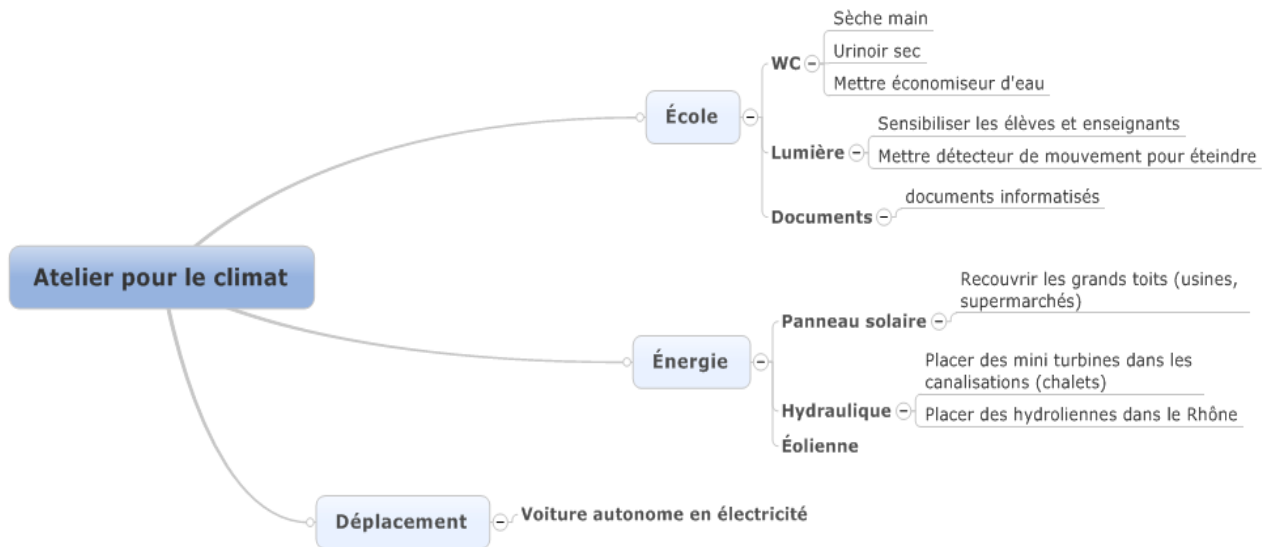 Atelier pour le climat
École
WC
Sèche main
Urinoir sec
Mettre économiseur d'eau
Lumière
Sensibiliser les élèves et enseignants
Mettre détecteur de mouvement pour éteindre
Documents
documents informatisés
Énergie
Panneau solaire
Recouvrir les grands toits (usines,
supermarchés)
Hydraulique
Placer des mini turbines dans les
canalisations (chalets)
Placer des hydroliennes dans le Rhône
Éolienne
Déplacement
Voiture autonome en électricité